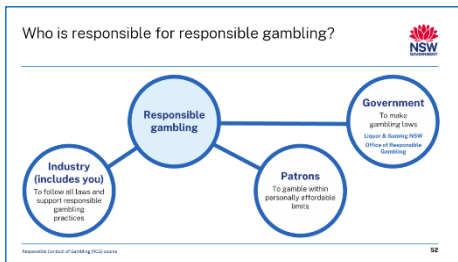 Who is responsible for responsible gambling?
NSW
GOVERNMENT
Responsible
gambling
Government
To make
gambling laws
Liquor & Gaming NSW
Office of Responsible
Gambling
Industry
(includes you)
To follow all laws and
support responsible
gambling
practices
Patrons
To gamble within
personally affordable
limits
Responsible Conduct of Gambling (RCG) course
52